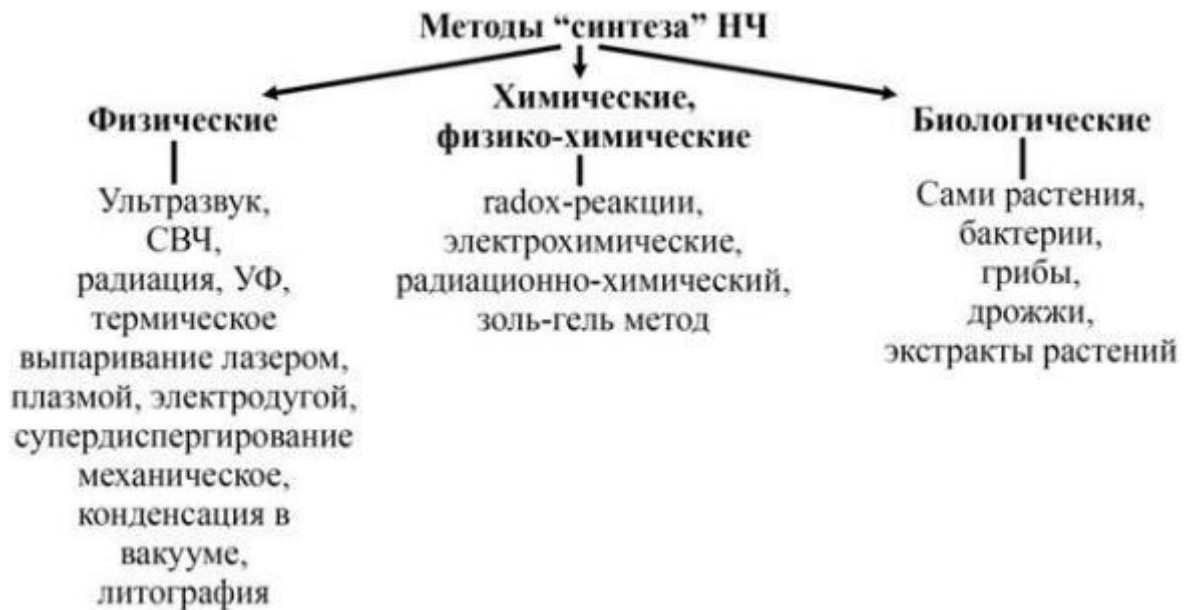 Методы “синтеза” НЧ
Физические
Ультразвук,
СВЧ,
радиация, УФ,
термическое
выпаривание лазером,
плазмой, электродугой,
супердиспергирование
механическое,
конденсация в
вакууме,
литография
Химические,
физико-химические
radox-реакции,
электрохимические,
радиационно-химический,
золь-гель метод
Биологические
Сами растения,
бактерии,
грибы,
дрожжи,
экстракты растений